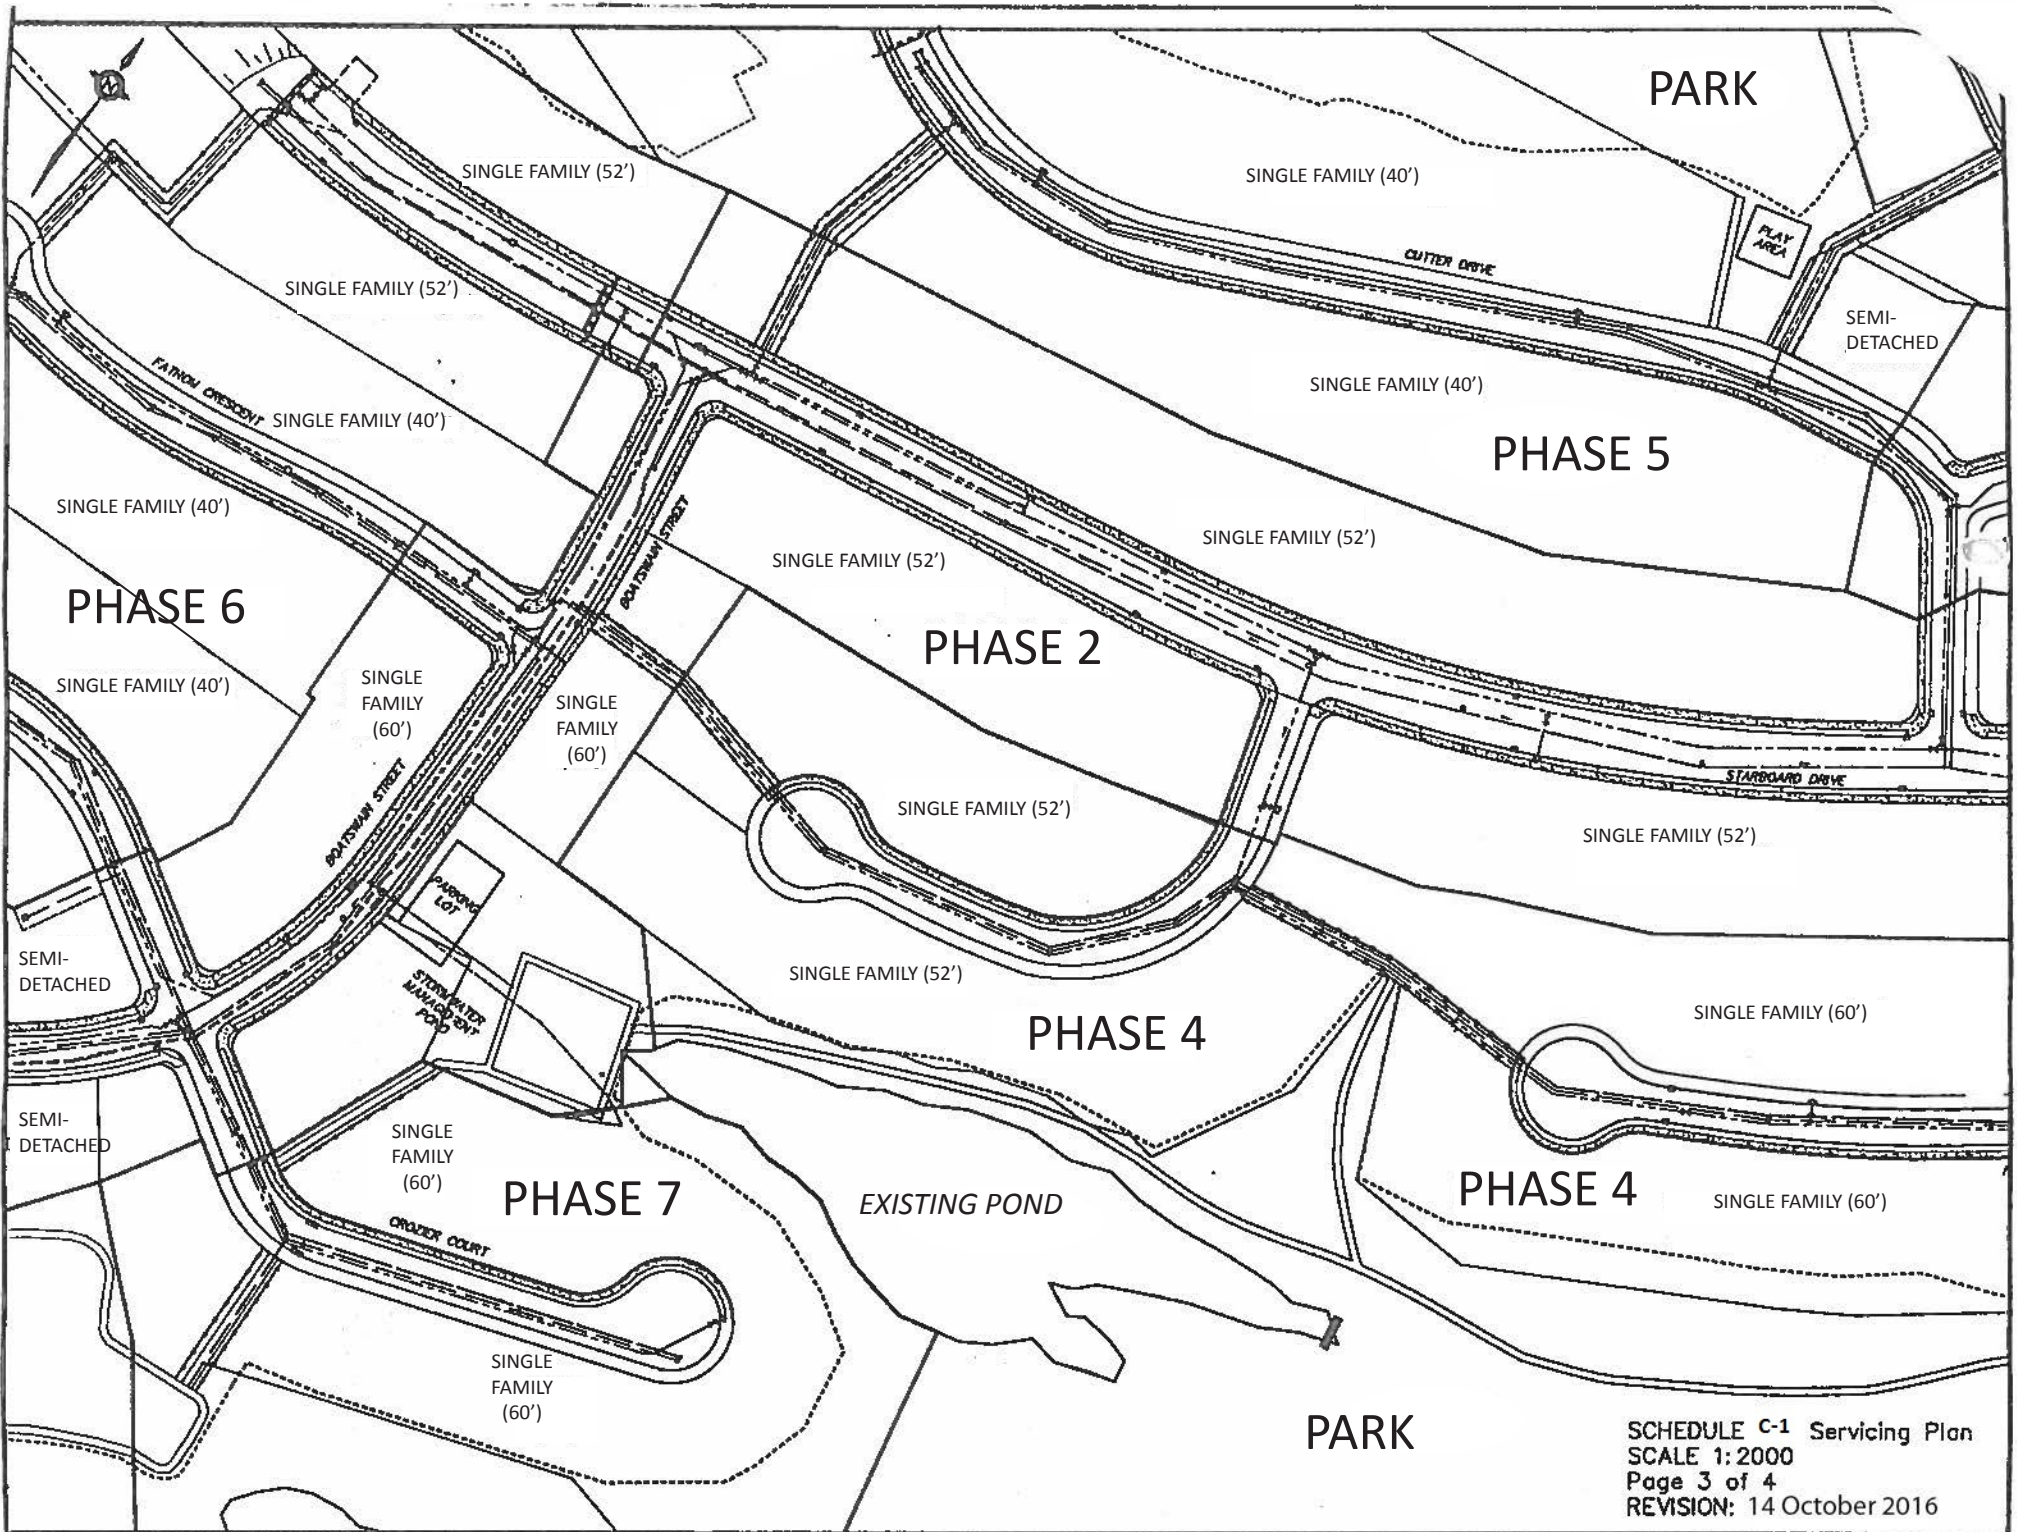 N
PARK
SINGLE FAMILY (52')
SINGLE FAMILY (40')
PLAY
AREA
CUTTER DRIVE
SINGLE FAMILY (52')
SEMI-
DETACHED
FATHOM CRESCENT
SINGLE FAMILY (40')
SINGLE FAMILY (40')
PHASE 5
SINGLE FAMILY (40')
BOATSWAIN STREET
SINGLE FAMILY (52')
SINGLE FAMILY (52')
PHASE 6
PHASE 2
SINGLE FAMILY (40')
SINGLE
FAMILY
(60')
SINGLE
FAMILY
(60')
BOATSWAIN STREET
STARBOARD DRIVE
SINGLE FAMILY (52')
SINGLE FAMILY (52')
PARKING
LOT
SEMI-
DETACHED
STORMWATER
MANAGEMENT
POND
SINGLE FAMILY (52')
PHASE 4
SINGLE FAMILY (60')
SEMI-
DETACHED
SINGLE
FAMILY
(60')
PHASE 7
EXISTING POND
PHASE 4
SINGLE FAMILY (60')
CROZIER COURT
SINGLE
FAMILY
(60')
PARK
SCHEDULE C-1 Servicing Plan
SCALE 1:2000
Page 3 of 4
REVISION: 14 October 2016